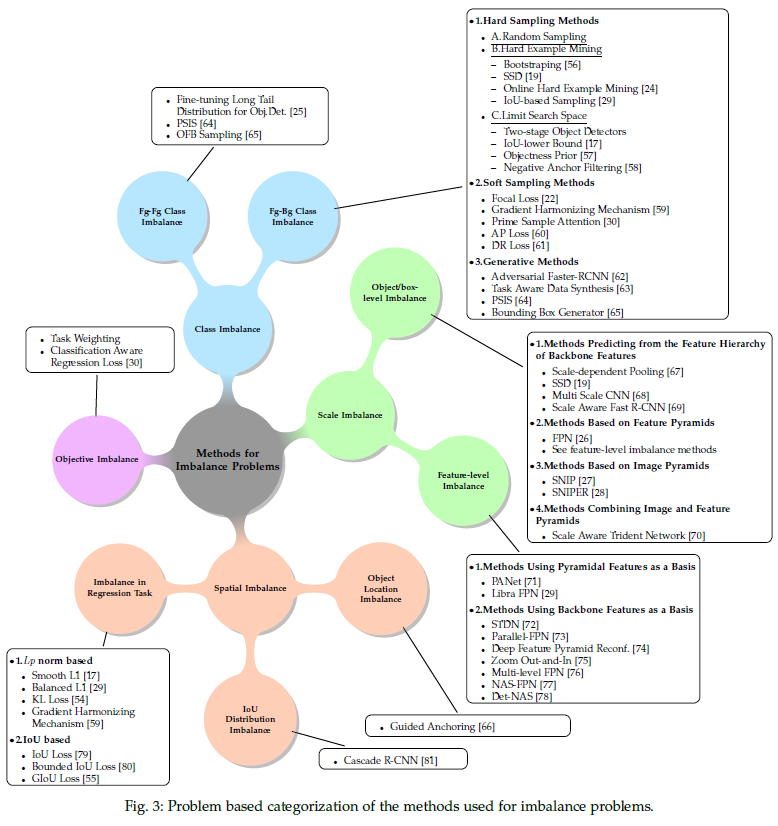 •1.Hard Sampling Methods
• A.Random Sampling
• B.Hard Example Mining
– Bootstraping [56]
– SSD [19]
– Online Hard Example Mining [24]
– IoU-based Sampling [29]
• C.Limit Search Space
– Two-stage Object Detectors
– IoU-lower Bound [17]
– Objectness Prior [57]
– Negative Anchor Filtering [58]
•2.Soft Sampling Methods
• Focal Loss [22]
• Gradient Harmonizing Mechanism [59]
• Prime Sample Attention [30]
• AP Loss [60]
• DR Loss [61]
•3.Generative Methods
• Adversarial Faster-RCNN [62]
• Task Aware Data Synthesis [63]
• PSIS [64]
• Bounding Box Generator [65]
• Fine-tuning Long Tail
Distribution for Obj.Det. [25]
• PSIS [64]
• OFB Sampling [65]
Fg-Fg Class
Imbalance
Fg-Bg Class
Imbalance
Class Imbalance
Object/box-
level Imbalance
• Task Weighting
• Classification Aware
Regression Loss [30]
Scale Imbalance
Objective Imbalance
Methods for
Imbalance Problems
Feature-level
Imbalance
•1.Methods Predicting from the Feature Hierarchy
of Backbone Features
• Scale-dependent Pooling [67]
• SSD [19]
• Multi Scale CNN [68]
• Scale Aware Fast R-CNN [69]
•2.Methods Based on Feature Pyramids
• FPN [26]
• See feature-level imbalance methods
•3.Methods Based on Image Pyramids
• SNIP [27]
• SNIPER [28]
•4.Methods Combining Image and Feature
Pyramids
• Scale Aware Trident Network [70]
Imbalance in
Regression Task
Spatial Imbalance
Object
Location
Imbalance
•1.Methods Using Pyramidal Features as a Basis
• PANet [71]
• Libra FPN [29]
•2.Methods Using Backbone Features as a Basis
• STDN [72]
• Parallel-FPN [73]
• Deep Feature Pyramid Reconf. [74]
• Zoom Out-and-In [75]
• Multi-level FPN [76]
• NAS-FPN [77]
• Det-NAS [78]
•1.Lp norm based
• Smooth L1 [17]
• Balanced L1 [29]
• KL Loss [54]
• Gradient Harmonizing
Mechanism [59]
•2.IoU based
• IoU Loss [79]
• Bounded IoU Loss [80]
• GIoU Loss [55]
IoU
Distribution
Imbalance
• Guided Anchoring [66]
• Cascade R-CNN [81]
Fig. 3: Problem based categorization of the methods used for imbalance problems.